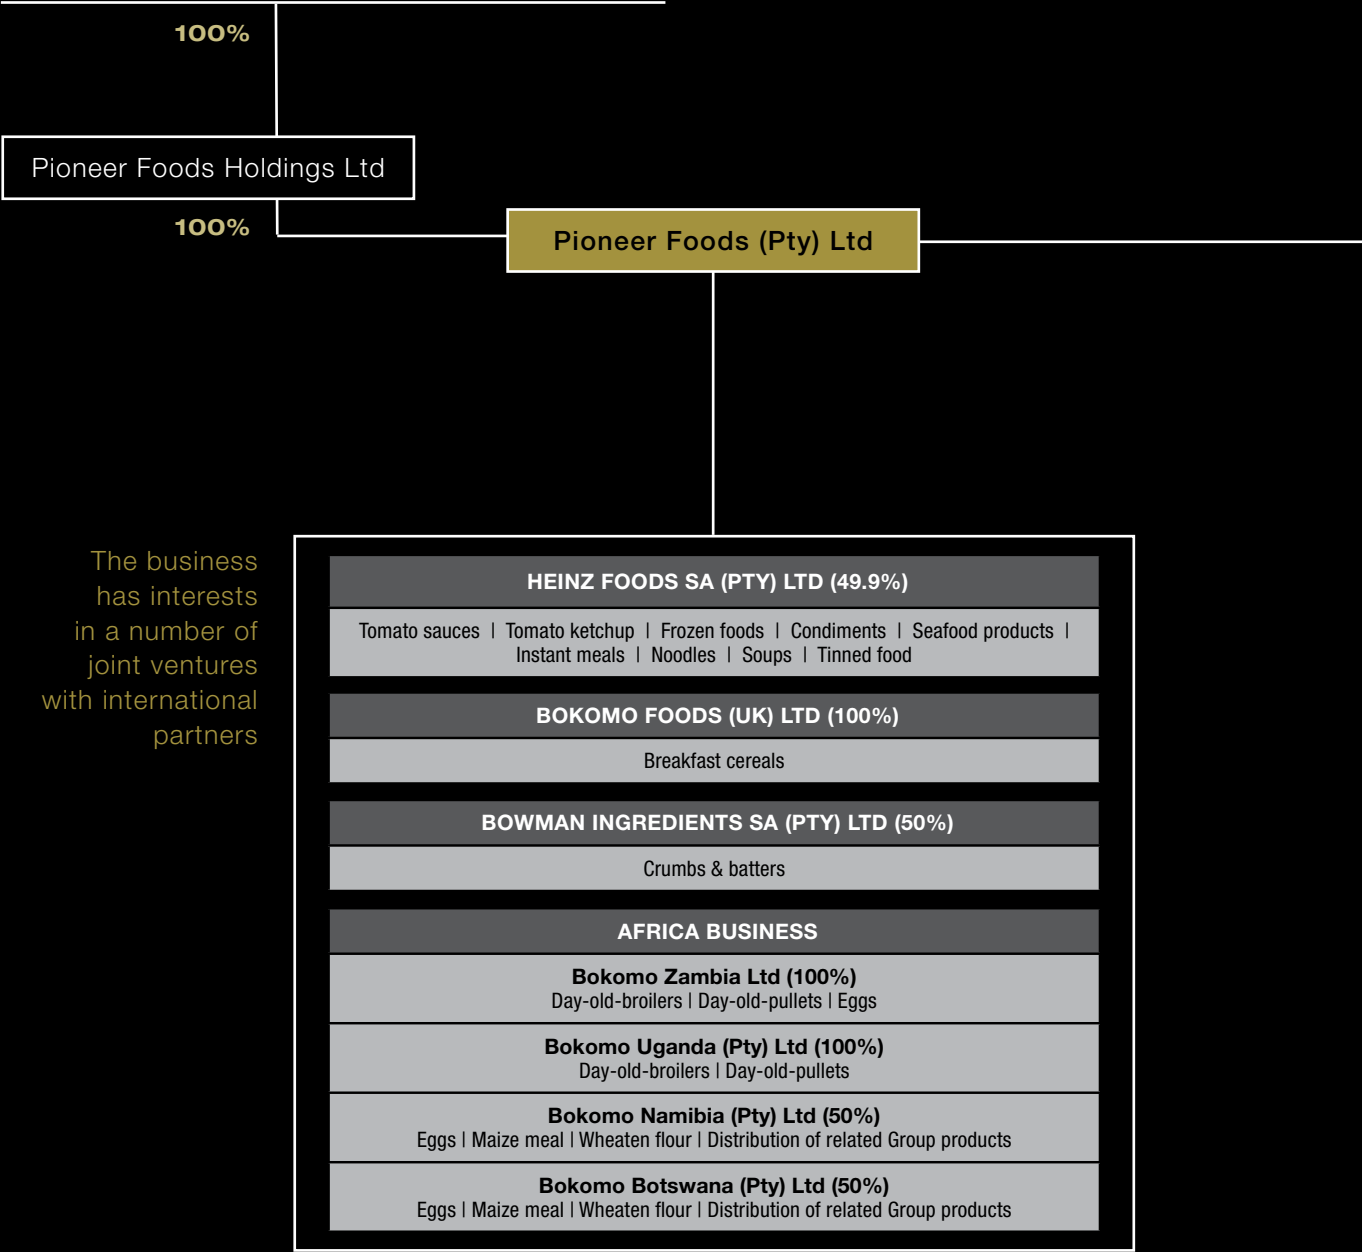 100%
Pioneer Foods Holdings Ltd
100%
Pioneer Foods (Pty) Ltd
The business
has interests
in a number of
joint ventures
with international
partners
HEINZ FOODS SA (PTY) LTD (49.9%)
Tomato sauces | Tomato ketchup | Frozen foods | Condiments | Seafood products |
Instant meals | Noodles | Soups | Tinned food
BOKOMO FOODS (UK) LTD (100%)
Breakfast cereals
BOWMAN INGREDIENTS SA (PTY) LTD (50%)
Crumbs & batters
AFRICA BUSINESS
Bokomo Zambia Ltd (100%)
Day-old-broilers | Day-old-pullets | Eggs
Bokomo Uganda (Pty) Ltd (100%)
Day-old-broilers | Day-old-pullets
Bokomo Namibia (Pty) Ltd (50%)
Eggs | Maize meal | Wheaten flour | Distribution of related Group products
Bokomo Botswana (Pty) Ltd (50%)
Eggs | Maize meal | Wheaten flour | Distribution of related Group products